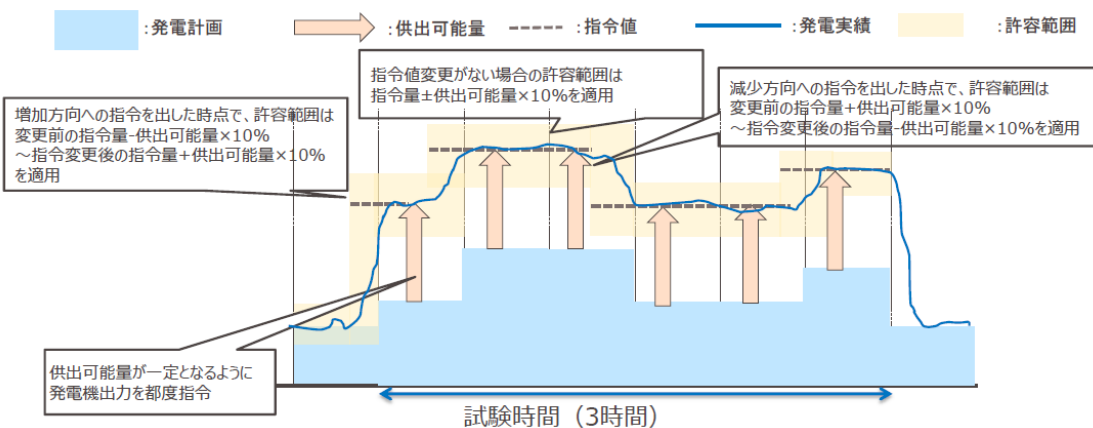 :発電計画
:供出可能量
:指令値
:発電実績
:許容範囲
指令値変更がない場合の許容範囲は
指令量±供出可能量×10%を適用
減少方向への指令を出した時点で、許容範囲は
変更前の指令量+供出可能量×10%
~指令変更後の指令量-供出可能量×10%を適用
増加方向への指令を出した時点で、許容範囲は
変更前の指令量-供出可能量×10%
~指令変更後の指令量+供出可能量×10%
を適用
供出可能量が一定となるように
発電機出力を都度指令
試験時間(3時間)